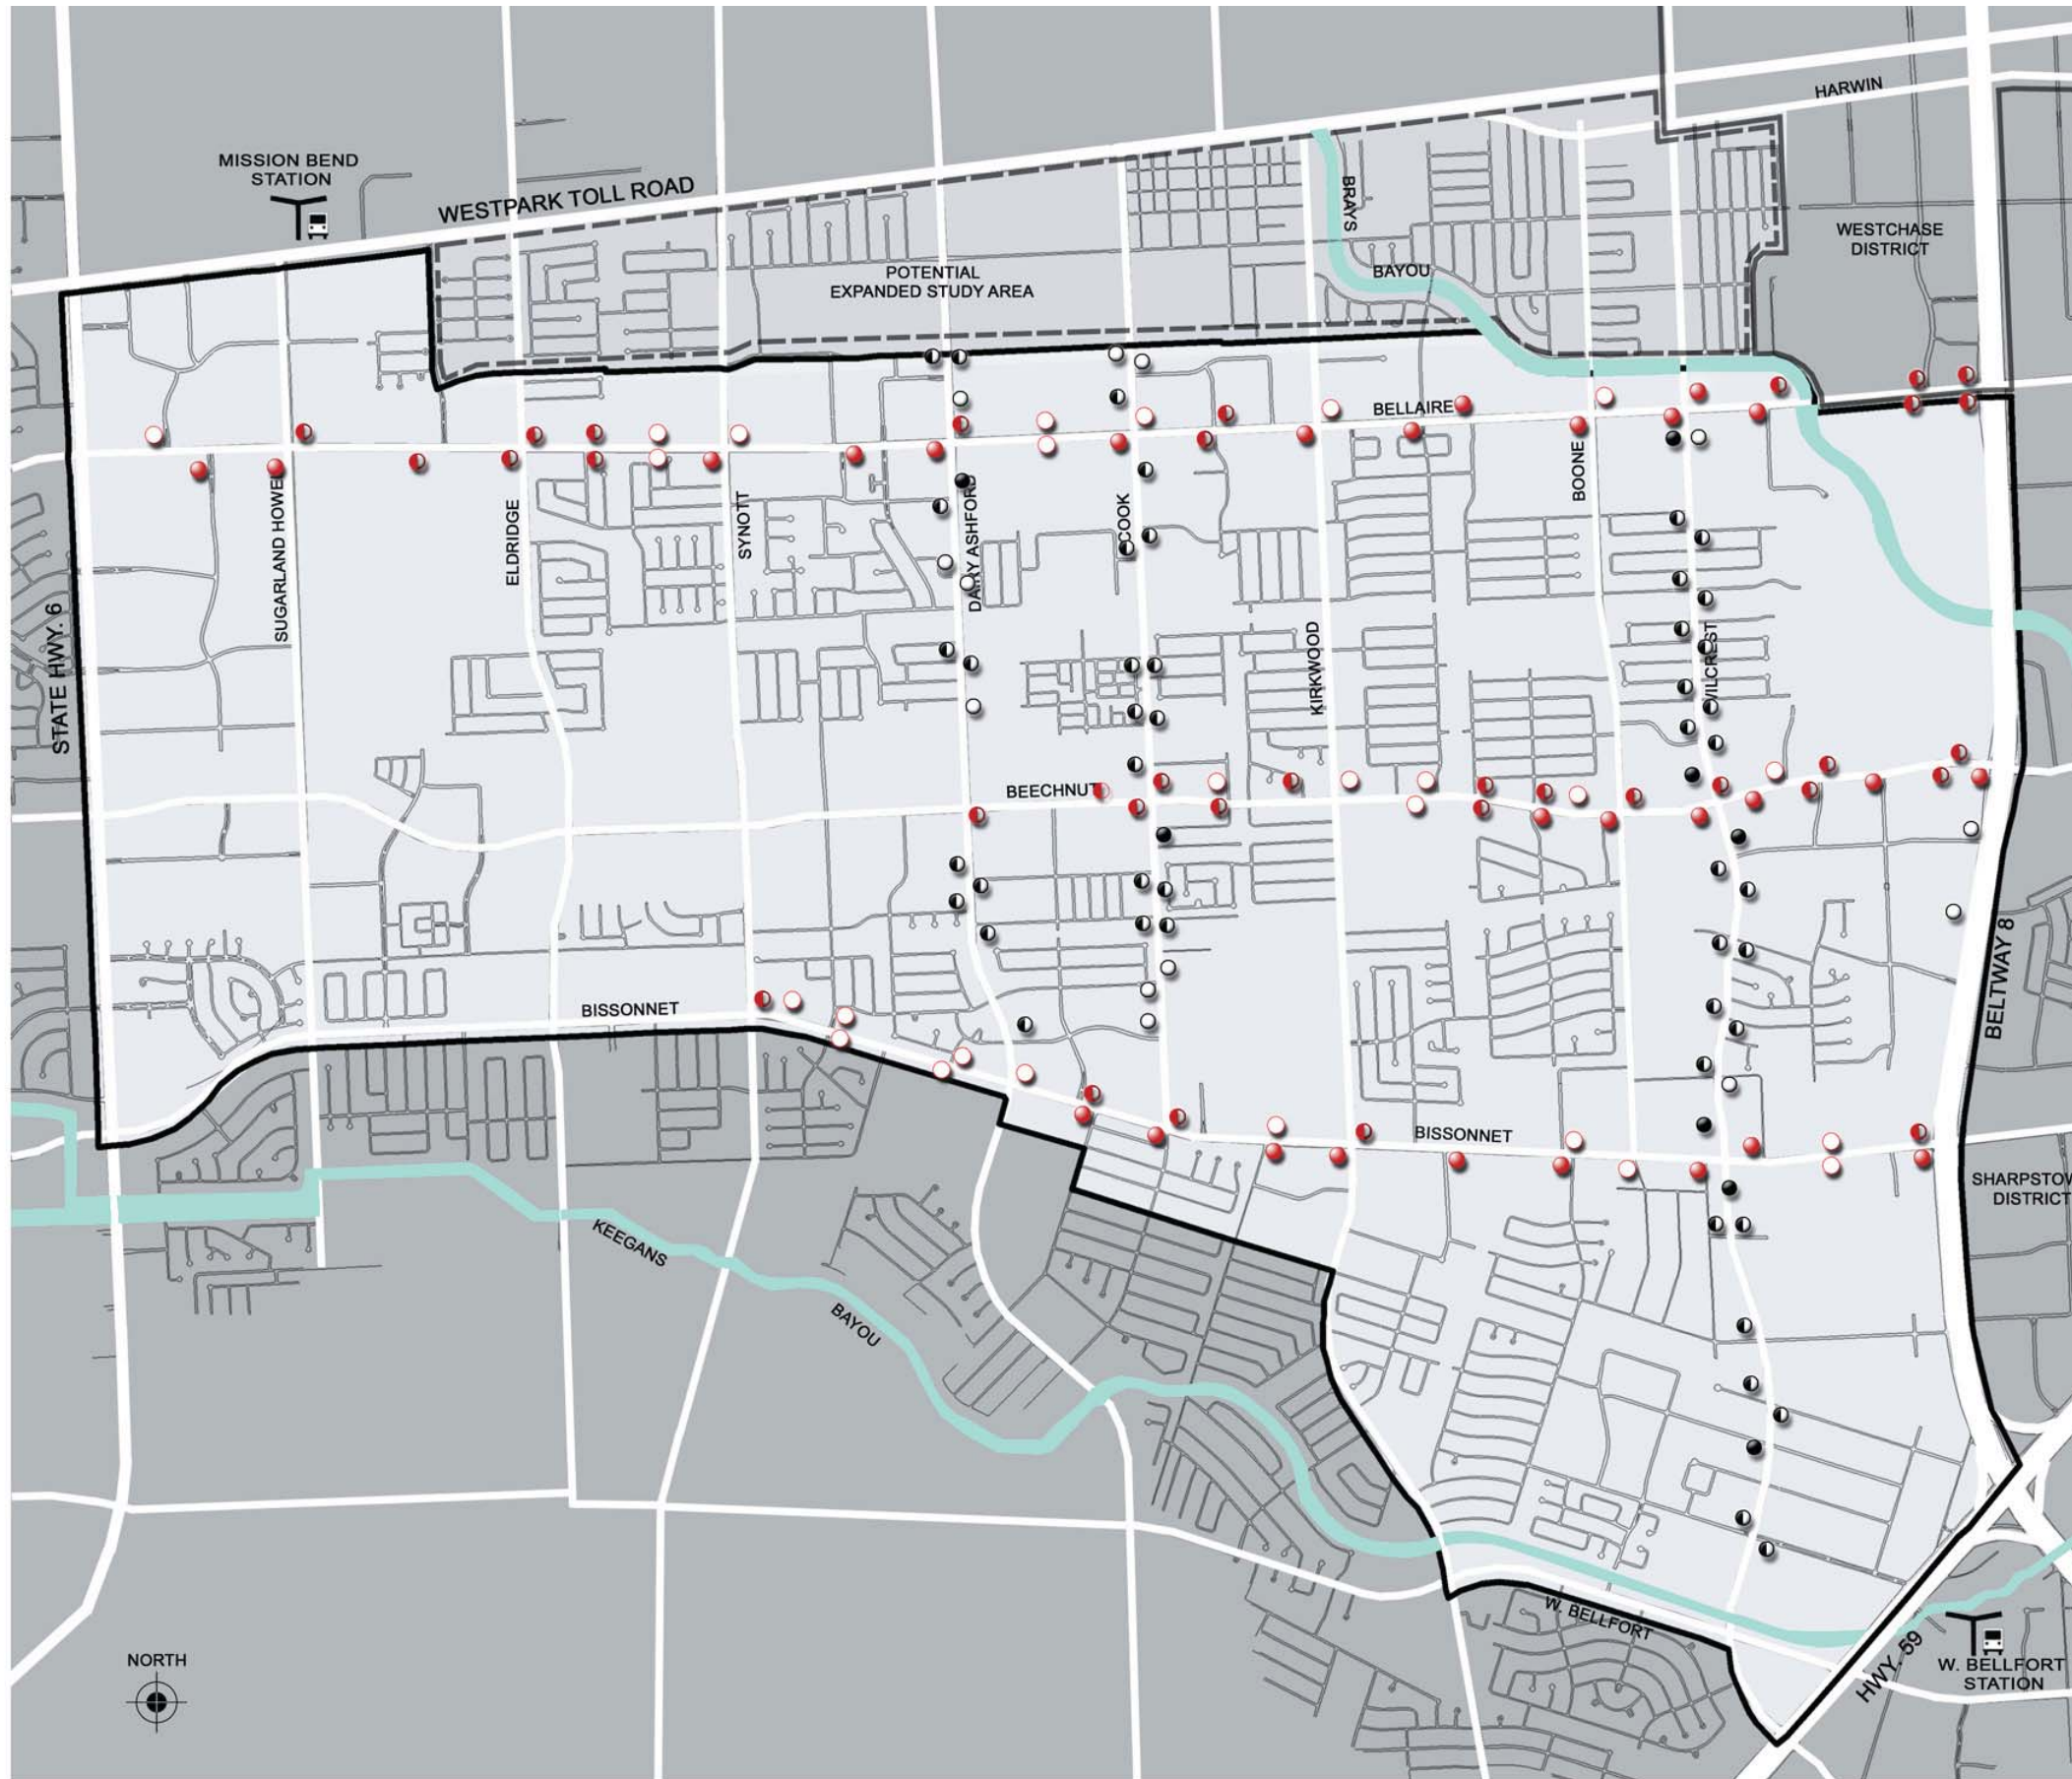 HARWIN
MISSION BEND
STATION
WESTPARK TOLL ROAD
BRAYS
BAYOU
WESTCHASE
DISTRICT
POTENTIAL
EXPANDED STUDY AREA
BELLAIRE
BOONE
SUGARLAND HOWE
ELDRIDGE
SYNOTT
DAIRY ASHFORD
COOK
STATE HWY. 6
KIRKWOOD
WILCREST
BEECHNUT
BELTWAY 8
BISSONNET
BISSONNET
SHARPSTOW
DISTRICT
KEEGANS
BAYOU
W. BELLFORT
HWY. 59
W. BELLFORT
STATION
NORTH